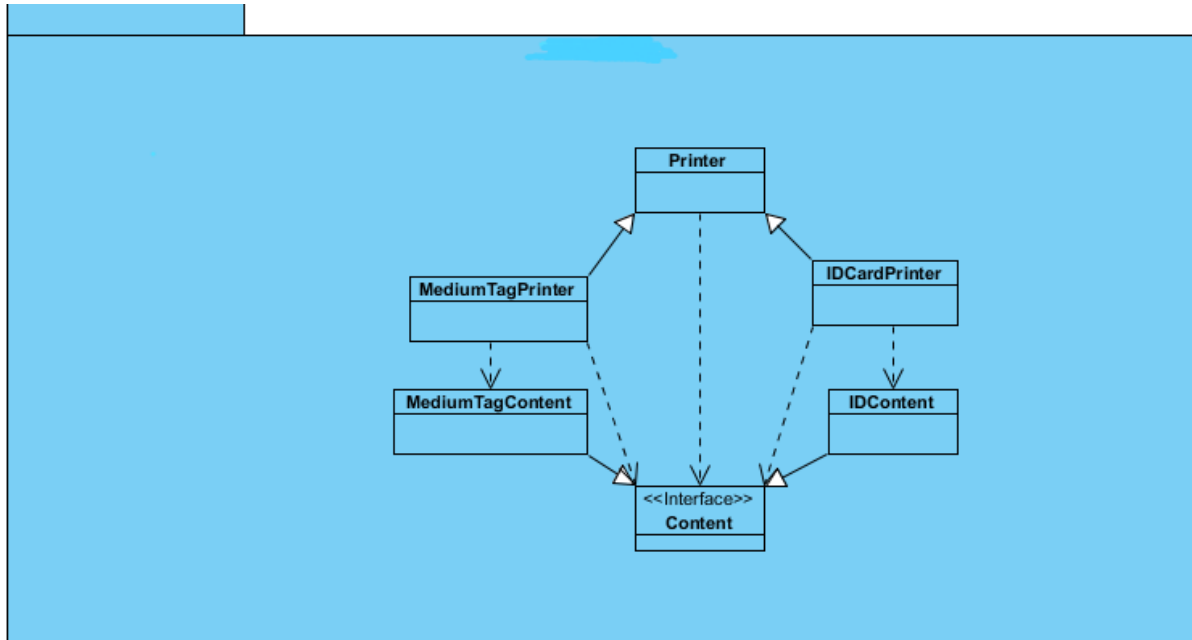 Printer
MediumTagPrinter
IDCardPrinter
MediumTagContent
IDContent
<<Interface>>
Content